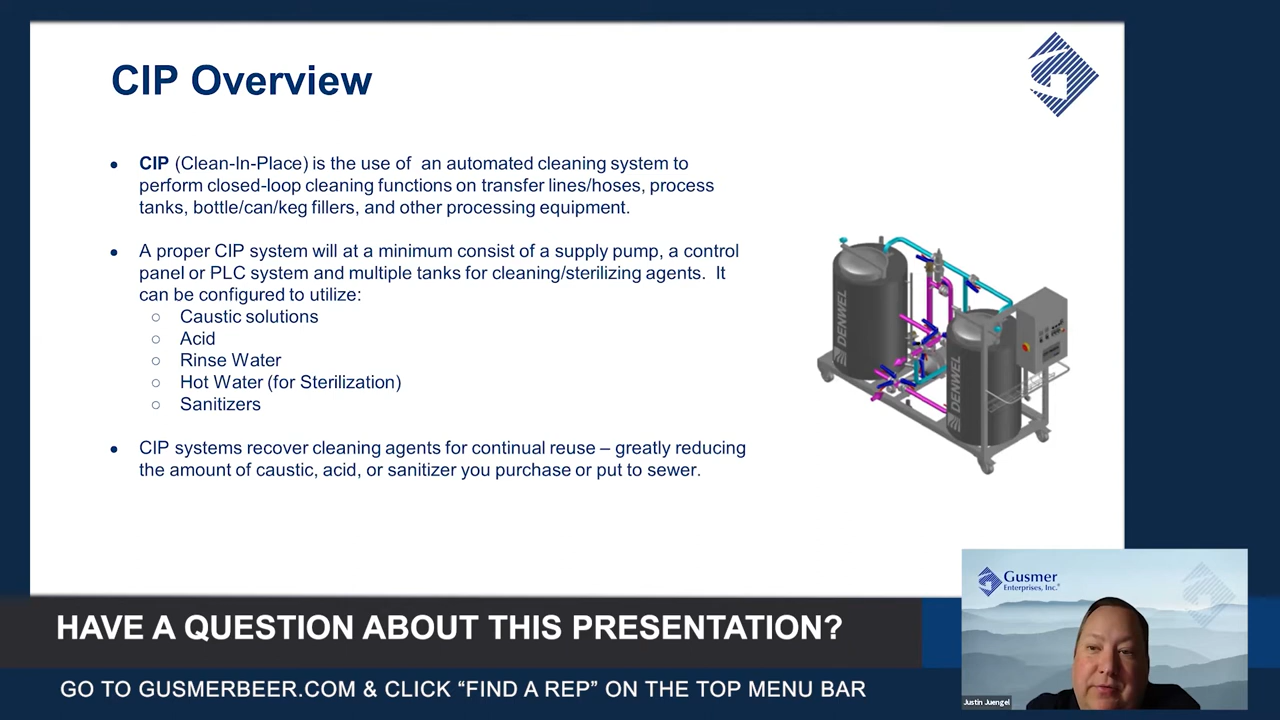 CIP Overview
● CIP (Clean-In-Place) is the use of an automated cleaning system to
perform closed-loop cleaning functions on transfer lines/hoses, process
tanks, bottle/can/keg fillers, and other processing equipment.
● A proper CIP system will at a minimum consist of a supply pump, a control
panel or PLC system and multiple tanks for cleaning/sterilizing agents. It
can be configured to utilize:
○ Caustic solutions
○ Acid
○ Rinse Water
○ Hot Water (for Sterilization)
○ Sanitizers
● CIP systems recover cleaning agents for continual reuse – greatly reducing
the amount of caustic, acid, or sanitizer you purchase or put to sewer.
DENWEL
DENWEL
Gusmer
Enterprises, Inc.®
Justin Juengel
HAVE A QUESTION ABOUT THIS PRESENTATION?
GO TO GUSMERBEER.COM & CLICK “FIND A REP” ON THE TOP MENU BAR